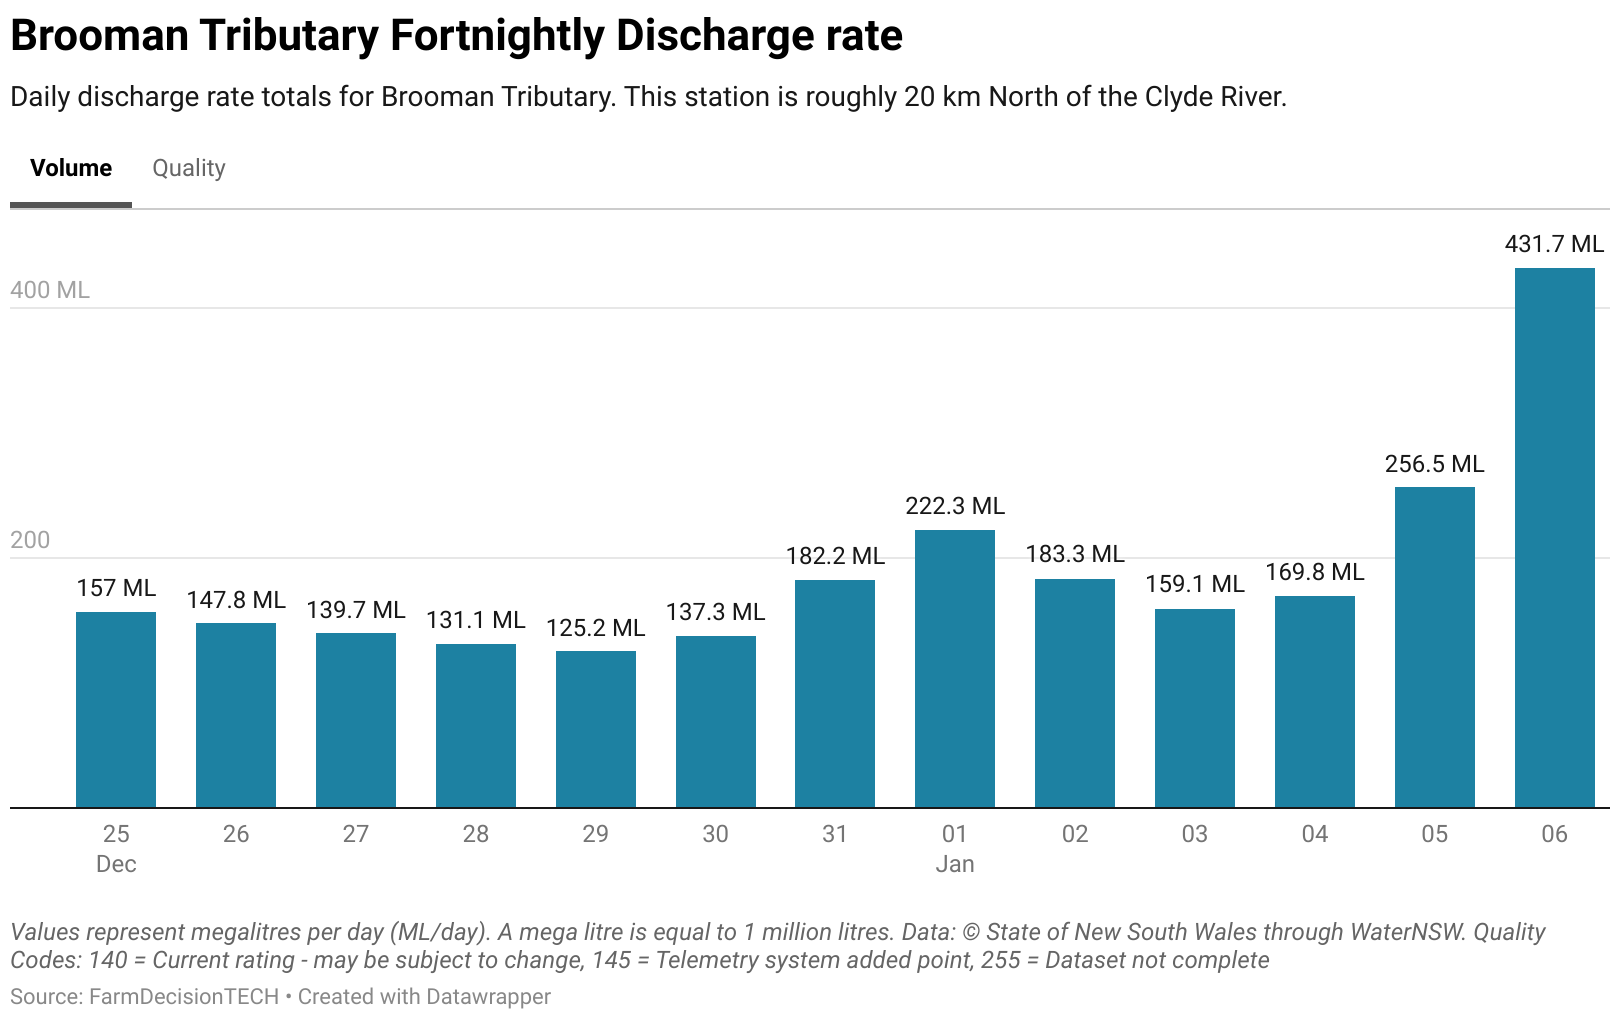 Brooman Tributary Fortnightly Discharge rate
Daily discharge rate totals for Brooman Tributary. This station is roughly 20 km North of the Clyde River.
Volume Quality
431.7 ML
400 ML
256.5 ML
222.3 ML
200
182.2 ML
183.3 ML
169.8 ML
157 ML
147.8 ML
139.7 ML
131.1 ML
125.2 ML
137.3 ML
159.1 ML
25 26 27 28 29 30 31 01 02 03 04 05 06
Dec Jan
Values represent megalitres per day (ML/day). A mega litre is equal to 1 million litres. Data: © State of New South Wales through WaterNSW. Quality
Codes: 140 = Current rating - may be subject to change, 145 = Telemetry system added point, 255 = Dataset not complete
Source: FarmDecisionTECH • Created with Datawrapper